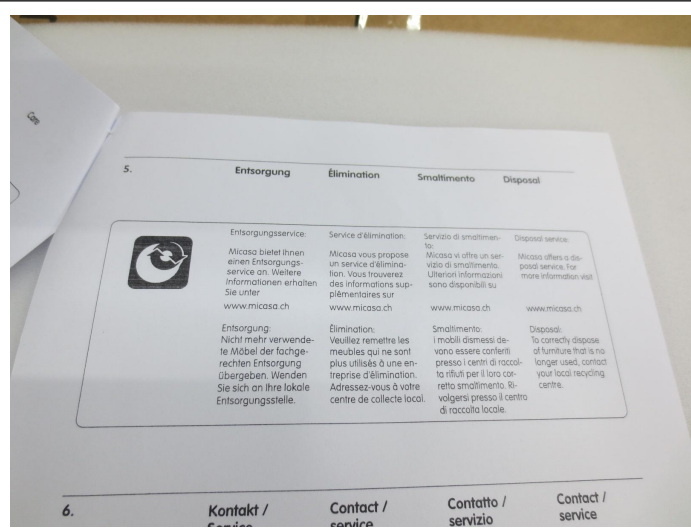 Care
5. Entsorgung Élimination Smaltimento Disposal
Entsorgungsservice:
Micasa bietet Ihnen
einen Entsorgungs-
service an. Weitere
Informationen erhalten
Sie unter
www.micasa.ch
Service d'élimination:
Micasa vous propose
un service d'élimina-
tion. Vous trouverez
des informations sup-
plémentaires sur
www.micasa.ch
Servizio di smaltimen-
to:
Micasa vi offre un ser-
vizio di smaltimento.
Ulteriori informazioni
sono disponibili su
www.micasa.ch
Disposal service:
Micasa offers a dis-
posal service. For
more information visit
www.micasa.ch
Entsorgung:
Nicht mehr verwende-
te Möbel der fachge-
rechten Entsorgung
übergeben. Wenden
Sie sich an Ihre lokale
Entsorgungsstelle.
Élimination:
Veuillez remettre les
meubles qui ne sont
plus utilisés à une en-
treprise d'élimination.
Adressez-vous à votre
centre de collecte local.
Smaltimento:
i mobili dismessi de-
vono essere conferiti
presso i centri di raccol-
ta rifiuti per il loro cor-
retto smaltimento. Ri-
volgersi presso il centro
di raccolta locale.
Disposal:
To correctly dispose
of furniture that is no
longer used, contact
your local recycling
centre.
6. Kontakt / Contact / Contatto / Contact /
Service service servizio service